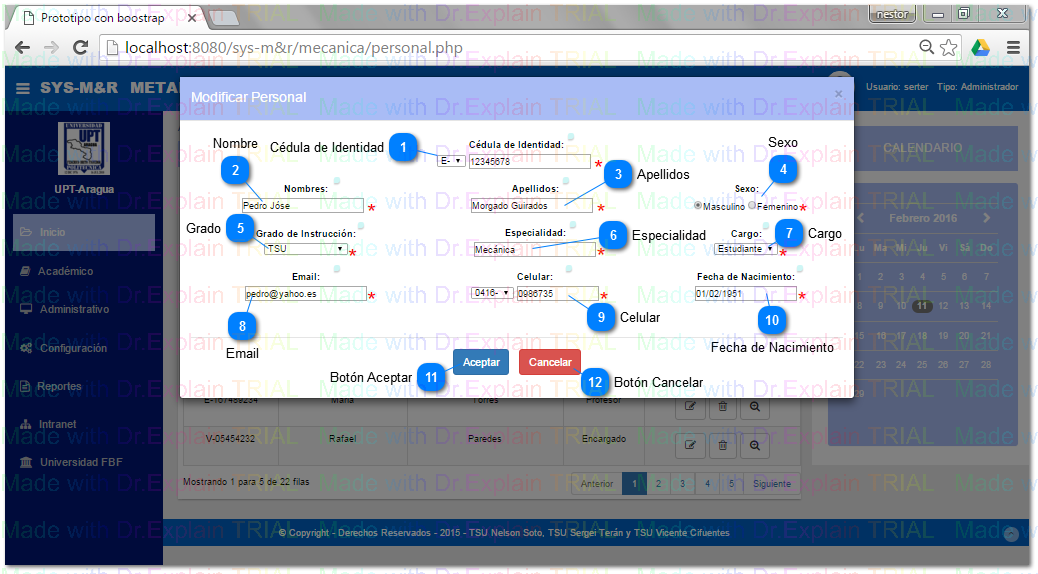 Prototipo con boostrap
nestor
localhost:8080/sys-m&r/mecanica/personal.php
SYS-M&R META
Usuario: serter Tipo: Administrador
Modificar Personal
×
UNIVERSIDAD
UPT
UPT-Aragua
Inicio
Académico
Administrativo
Configuración
Reportes
Intranet
Universidad FBF
Cédula de Identidad 1
Cédula de Identidad:
E- 12345678 *
Nombre
2
Nombres:
Pedro Jóse *
3 Apellidos
Apellidos:
Morgado Guirados *
Sexo
4
Sexo:
Masculino Femenino *
Grado 5
Grado de Instrucción:
TSU *
6 Especialidad
Especialidad:
Mecánica *
7 Cargo
Cargo:
Estudiante *
Email:
pedro@yahoo.es *
8
Email
Celular:
0416- 0986735 *
9 Celular
Fecha de Nacimiento:
01/02/1951 *
10
Fecha de Nacimiento
Botón Aceptar 11
Aceptar
Cancelar
12 Botón Cancelar
CALENDARIO
Febrero 2016
Lu Ma Mi Ju Vi Sá Do
1 2 3 4 5 6 7
8 9 10 11 12 13 14
15 16 17 18 19 20 21
22 23 24 25 26 27 28
29
E-167489234 María Torres Profesor
V-05454232 Rafael Paredes Encargado
Mostrando 1 para 5 de 22 filas
Anterior 1 2 3 4 5 Siguiente
© Copyright - Derechos Reservados - 2015 - TSU Nelson Soto, TSU Sergei Terán y TSU Vicente Cifuentes
Made with Dr.Explain TRIAL